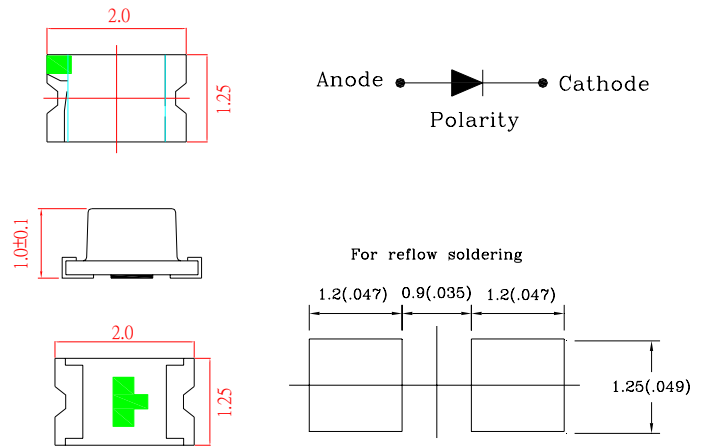 2.0
1.25
Anode
Cathode
Polarity
1.0±0.1
For reflow soldering
1.2(.047) 0.9(.035) 1.2(.047)
1.25(.049)
2.0
1.25